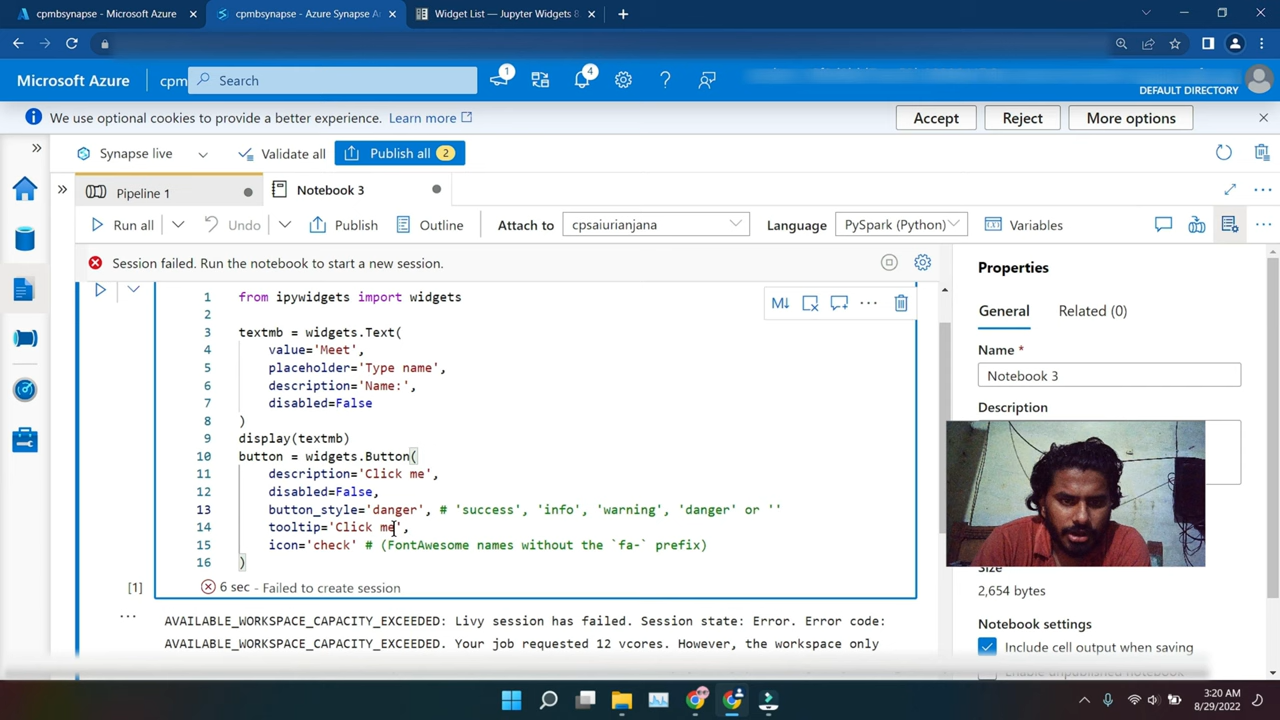 cpmbsynapse - Microsoft Azure
cpmbsynapse - Azure Synapse A
Widget List — Jupyter Widgets 8
Microsoft Azure
cpm
Search
1
4
DEFAULT DIRECTORY
We use optional cookies to provide a better experience. Learn more
Accept
Reject
More options
Synapse live
Validate all
Publish all 2
Pipeline 1
Notebook 3
Run all
Undo
Publish
Outline
Attach to
cpsaiurianjana
Language
PySpark (Python)
Variables
Session failed. Run the notebook to start a new session.
M↓
1 from ipywidgets import widgets
2
3 textmb = widgets.Text(
4 value='Meet',
5 placeholder='Type name',
6 description='Name:',
7 disabled=False
8 )
9 display(textmb)
10 button = widgets.Button(
11 description='Click me',
12 disabled=False,
13 button_style='danger', # 'success', 'info', 'warning', 'danger' or ''
14 tooltip='Click me',
15 icon='check' # (FontAwesome names without the `fa-` prefix)
16 )
[1]
6 sec - Failed to create session
AVAILABLE_WORKSPACE_CAPACITY_EXCEEDED: Livy session has failed. Session state: Error. Error code:
AVAILABLE_WORKSPACE_CAPACITY_EXCEEDED. Your job requested 12 vcores. However, the workspace only
Properties
General
Related (0)
Name *
Notebook 3
Description
Size
2,654 bytes
Notebook settings
Include cell output when saving
Enable unpublished notebook
3:20 AM
8/29/2022